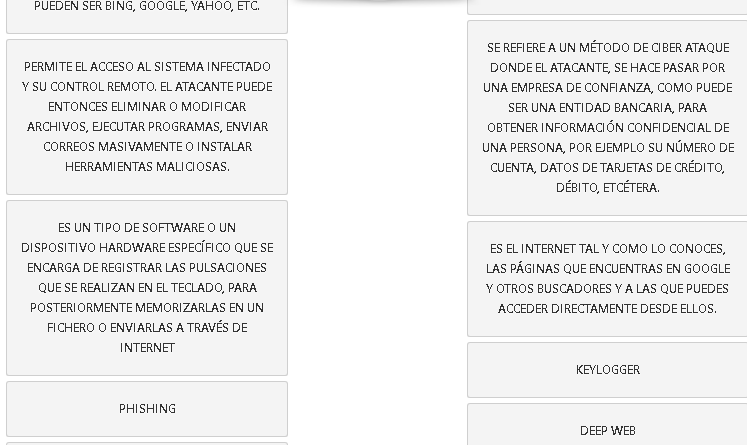 PUEDEN SER BING, GOOGLE, YAHOO, ETC.
PERMITE EL ACCESO AL SISTEMA INFECTADO
Y SU CONTROL REMOTO. EL ATACANTE PUEDE
ENTONCES ELIMINAR O MODIFICAR
ARCHIVOS, EJECUTAR PROGRAMAS, ENVIAR
CORREOS MASIVAMENTE O INSTALAR
HERRAMIENTAS MALICIOSAS.
ES UN TIPO DE SOFTWARE O UN
DISPOSITIVO HARDWARE ESPECÍFICO QUE SE
ENCARGA DE REGISTRAR LAS PULSACIONES
QUE SE REALIZAN EN EL TECLADO, PARA
POSTERIORMENTE MEMORIZARLAS EN UN
FICHERO O ENVIARLAS A TRAVÉS DE
INTERNET
PHISHING
SE REFIERE A UN MÉTODO DE CIBER ATAQUE
DONDE EL ATACANTE, SE HACE PASAR POR
UNA EMPRESA DE CONFIANZA, COMO PUEDE
SER UNA ENTIDAD BANCARIA, PARA
OBTENER INFORMACIÓN CONFIDENCIAL DE
UNA PERSONA, POR EJEMPLO SU NÚMERO DE
CUENTA, DATOS DE TARJETAS DE CRÉDITO,
DÉBITO, ETCÉTERA.
ES EL INTERNET TAL Y COMO LO CONOCES,
LAS PÁGINAS QUE ENCUENTRAS EN GOOGLE
Y OTROS BUSCADORES Y A LAS QUE PUEDES
ACCEDER DIRECTAMENTE DESDE ELLOS.
KEYLOGGER
DEEP WEB